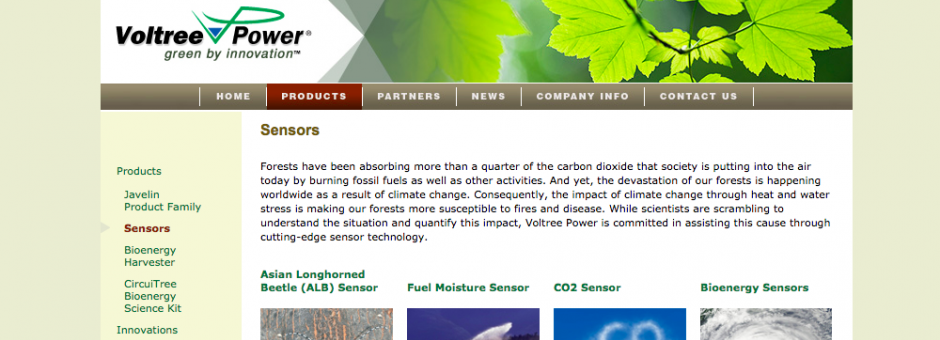 Voltree Power®
green by innovation™
HOME
PRODUCTS
PARTNERS
NEWS
COMPANY INFO
CONTACT US
Products
Javelin
Product Family
Sensors
Bioenergy
Harvester
CircuiTree
Bioenergy
Science Kit
Innovations
Sensors
Forests have been absorbing more than a quarter of the carbon dioxide that society is putting into the air
today by burning fossil fuels as well as other activities. And yet, the devastation of our forests is happening
worldwide as a result of climate change. Consequently, the impact of climate change through heat and water
stress is making our forests more susceptible to fires and disease. While scientists are scrambling to
understand the situation and quantify this impact, Voltree Power is committed in assisting this cause through
cutting-edge sensor technology.
Asian Longhorned
Beetle (ALB) Sensor
Fuel Moisture Sensor
CO2 Sensor
Bioenergy Sensors